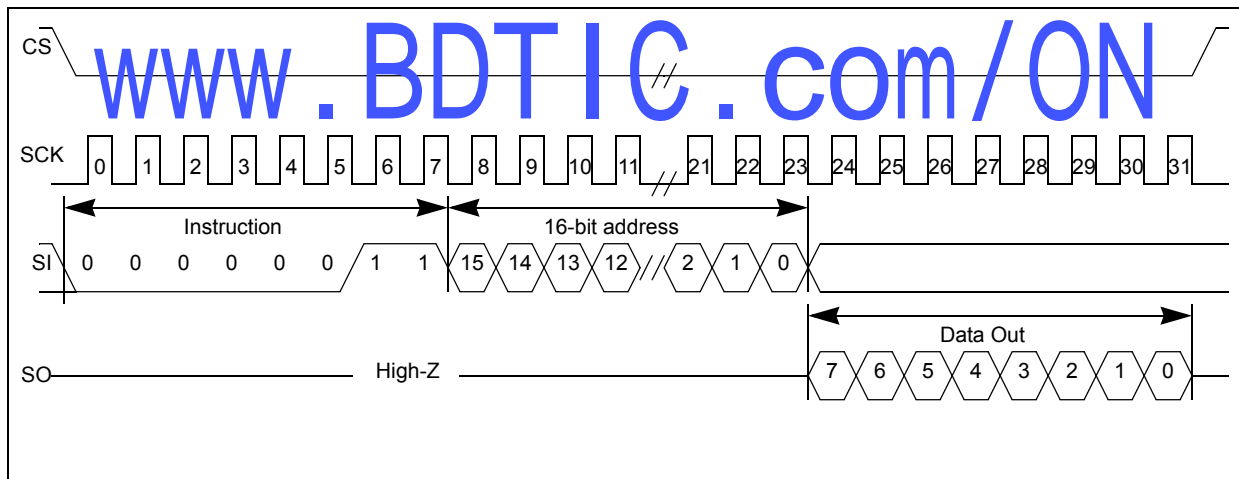 CS
www.BDTIC.com/ON
SCK 0 1 2 3 4 5 6 7 8 9 10 11 21 22 23 24 25 26 27 28 29 30 31
Instruction 16-bit address
SI 0 0 0 0 0 0 1 1 15 14 13 12 2 1 0
Data Out
SO High-Z 7 6 5 4 3 2 1 0